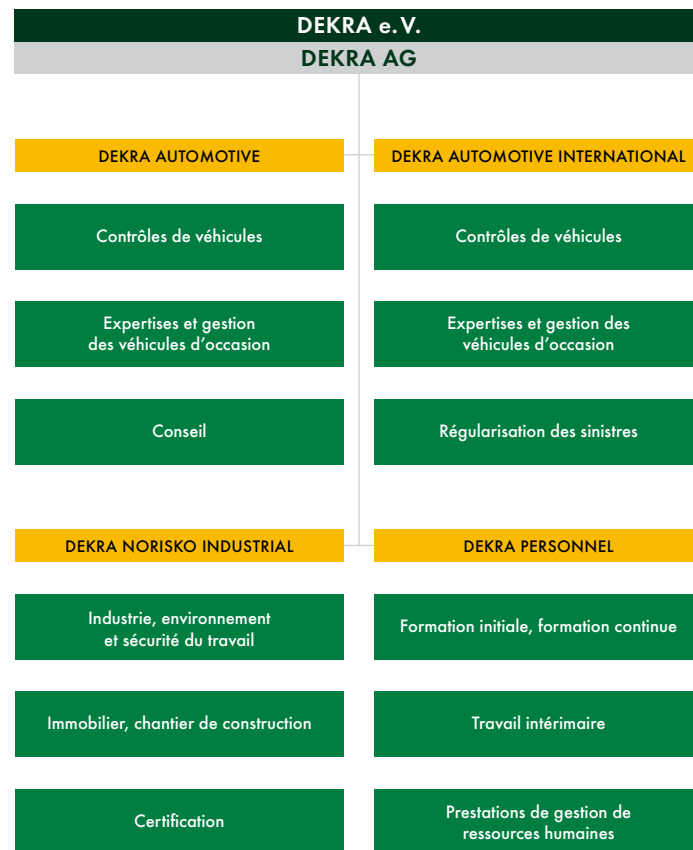 DEKRA e.V.
DEKRA AG
DEKRA AUTOMOTIVE
Contrôles de véhicules
Expertises et gestion
des véhicules d'occasion
Conseil
DEKRA AUTOMOTIVE INTERNATIONAL
Contrôles de véhicules
Expertises et gestion des
véhicules d'occasion
Régularisation des sinistres
DEKRA NORISKO INDUSTRIAL
Industrie, environnement
et sécurité du travail
Immobilier, chantier de construction
Certification
DEKRA PERSONNEL
Formation initiale, formation continue
Travail intérimaire
Prestations de gestion de
ressources humaines